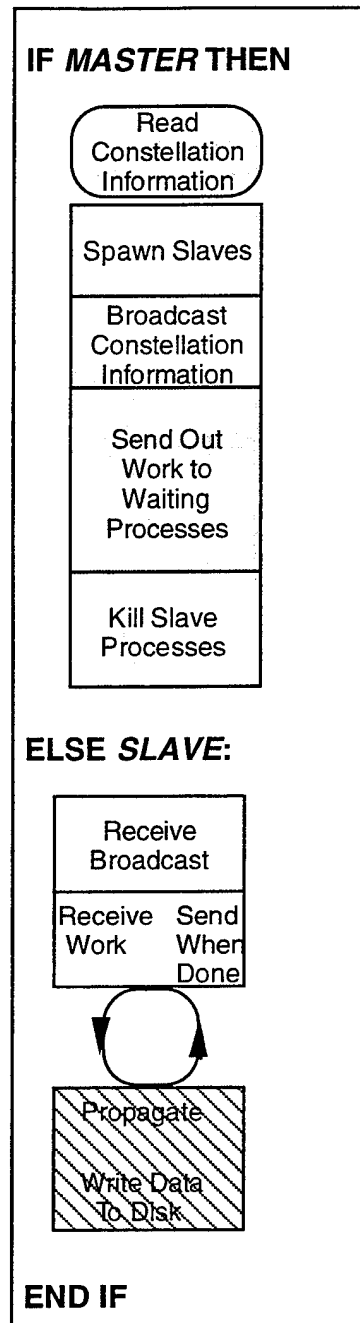 IF MASTER THEN
Read
Constellation
Information
Spawn Slaves
Broadcast
Constellation
Information
Send Out
Work to
Waiting
Processes
Kill Slave
Processes
ELSE SLAVE:
Receive
Broadcast
Receive Send
Work When
Done
Propagate
Write Data
To Disk
END IF